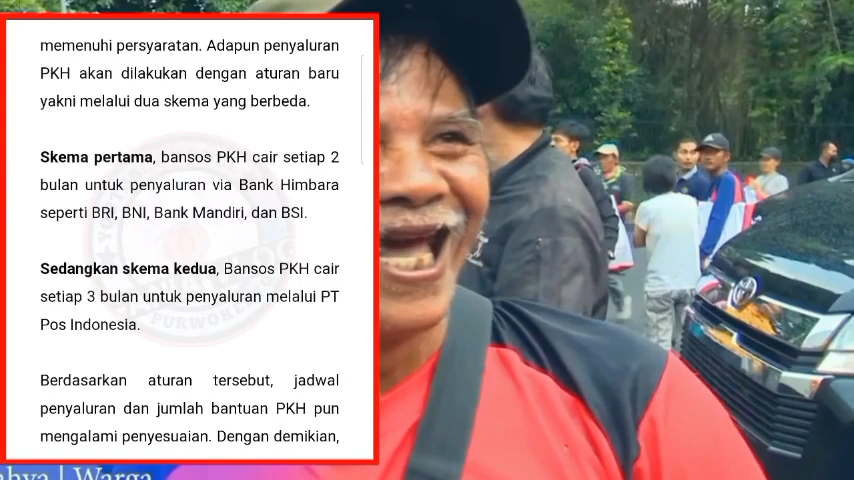 memenuhi persyaratan. Adapun penyaluran
PKH akan dilakukan dengan aturan baru
yakni melalui dua skema yang berbeda.
Skema pertama, bansos PKH cair setiap 2
bulan untuk penyaluran via Bank Himbara
seperti BRI, BNI, Bank Mandiri, dan BSI.
Sedangkan skema kedua, Bansos PKH cair
setiap 3 bulan untuk penyaluran melalui PT
Pos Indonesia.
Berdasarkan aturan tersebut, jadwal
penyaluran dan jumlah bantuan PKH pun
mengalami penyesuaian. Dengan demikian,
PURWOR
| Warga